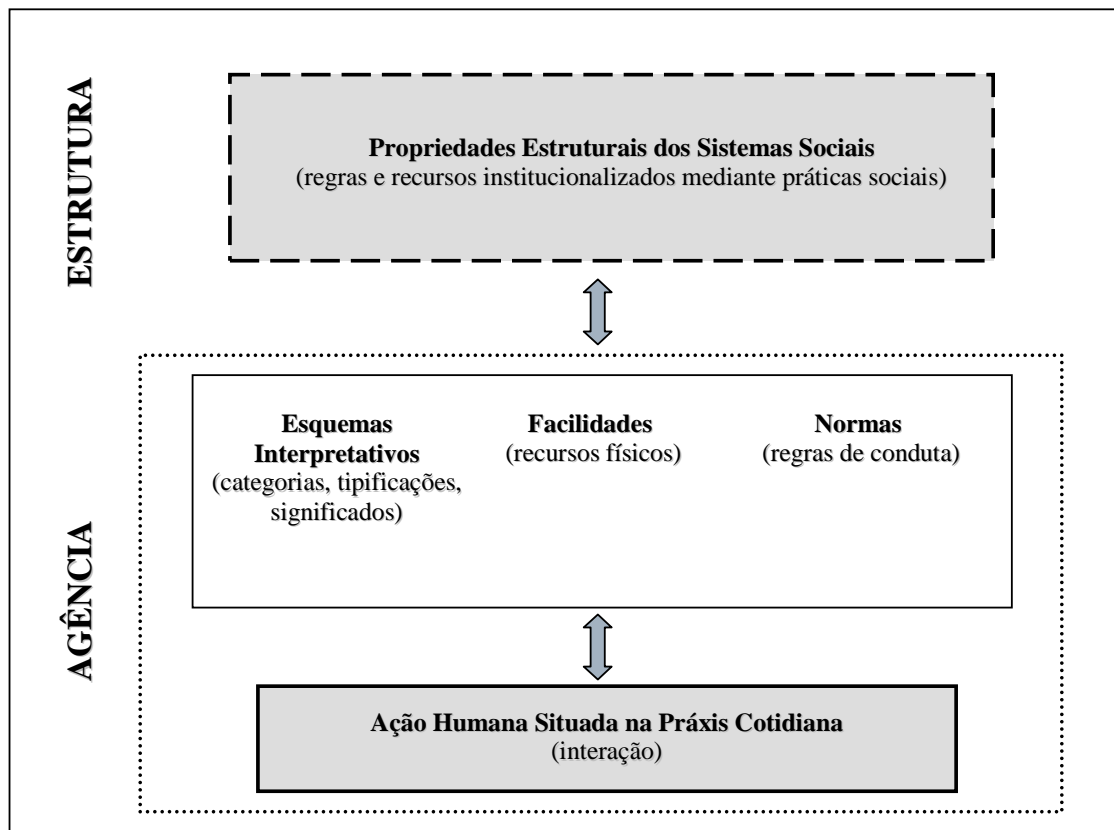 ESTRUTURA
Propriedades Estruturais dos Sistemas Sociais
(regras e recursos institucionalizados mediante práticas sociais)
AGÊNCIA
Esquemas
Interpretativos
(categorias, tipificações,
significados)
Facilidades
(recursos físicos)
Normas
(regras de conduta)
Ação Humana Situada na Práxis Cotidiana
(interação)